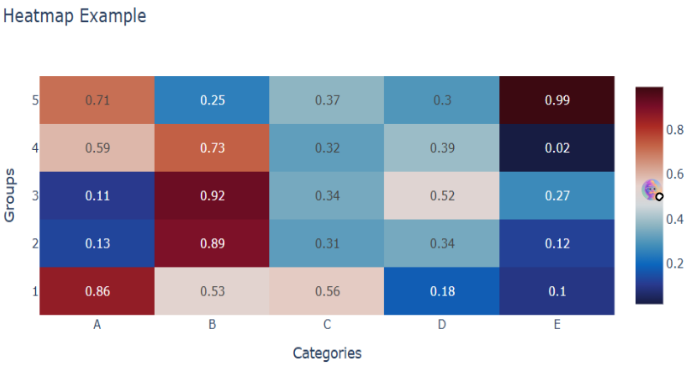 Heatmap Example
5 0.71 0.25 0.37 0.3 0.99
4 0.59 0.73 0.32 0.39 0.02
3 0.11 0.92 0.34 0.52 0.27
2 0.13 0.89 0.31 0.34 0.12
1 0.86 0.53 0.56 0.18 0.1
A B C D E
Groups
Categories
0.8
0.6
0.4
0.2